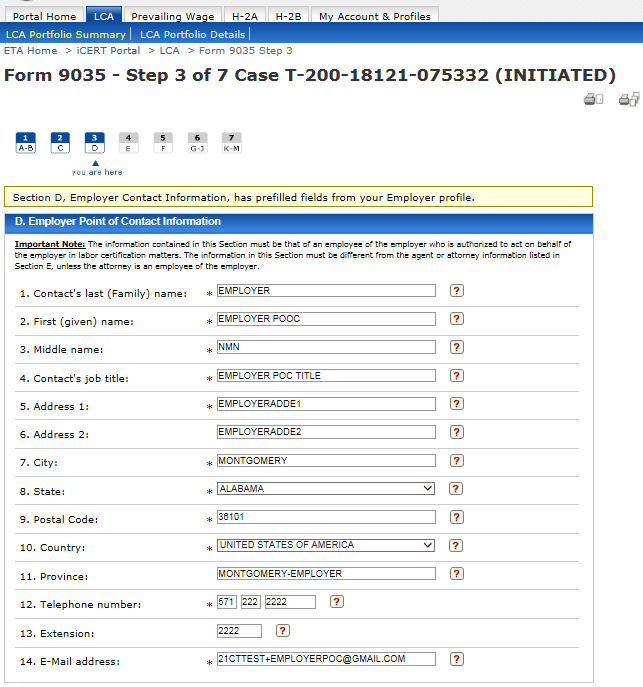 Portal Home LCA Prevailing Wage H-2A H-2B My Account & Profiles
LCA Portfolio Summary LCA Portfolio Details
ETA Home > iCERT Portal > LCA > Form 9035 Step 3
Form 9035 - Step 3 of 7 Case T-200-18121-075332 (INITIATED)
1 2 3 4 5 6 7
A-B C D E F G-J K-M
you are here
Section D, Employer Contact Information, has prefilled fields from your Employer profile.
D. Employer Point of Contact Information
Important Note: The information contained in this Section must be that of an employee of the employer who is authorized to act on behalf of
the employer in labor certification matters. The information in this Section must be different from the agent or attorney information listed in
Section E, unless the attorney is an employee of the employer.
1. Contact's last (Family) name: * EMPLOYER ?
2. First (given) name: * EMPLOYER POOC ?
3. Middle name: * NMN ?
4. Contact's job title: * EMPLOYER POC TITLE ?
5. Address 1: * EMPLOYERADDE1 ?
6. Address 2: EMPLOYERADDE2 ?
7. City: * MONTGOMERY ?
8. State: * ALABAMA ?
9. Postal Code: * 36101 ?
10. Country: * UNITED STATES OF AMERICA ?
11. Province: MONTGOMERY-EMPLOYER ?
12. Telephone number: * 571 222 2222 ?
13. Extension: 2222 ?
14. E-Mail address: * 21CTTEST+EMPLOYERPOC@GMAIL.COM ?